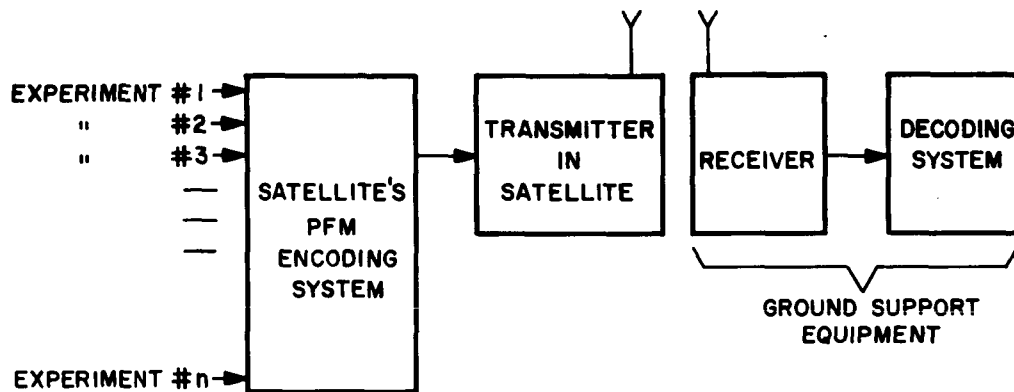 EXPERIMENT #1
" #2
" #3
EXPERIMENT #n
SATELLITE'S
PFM
ENCODING
SYSTEM
TRANSMITTER
IN
SATELLITE
RECEIVER
DECODING
SYSTEM
GROUND SUPPORT
EQUIPMENT